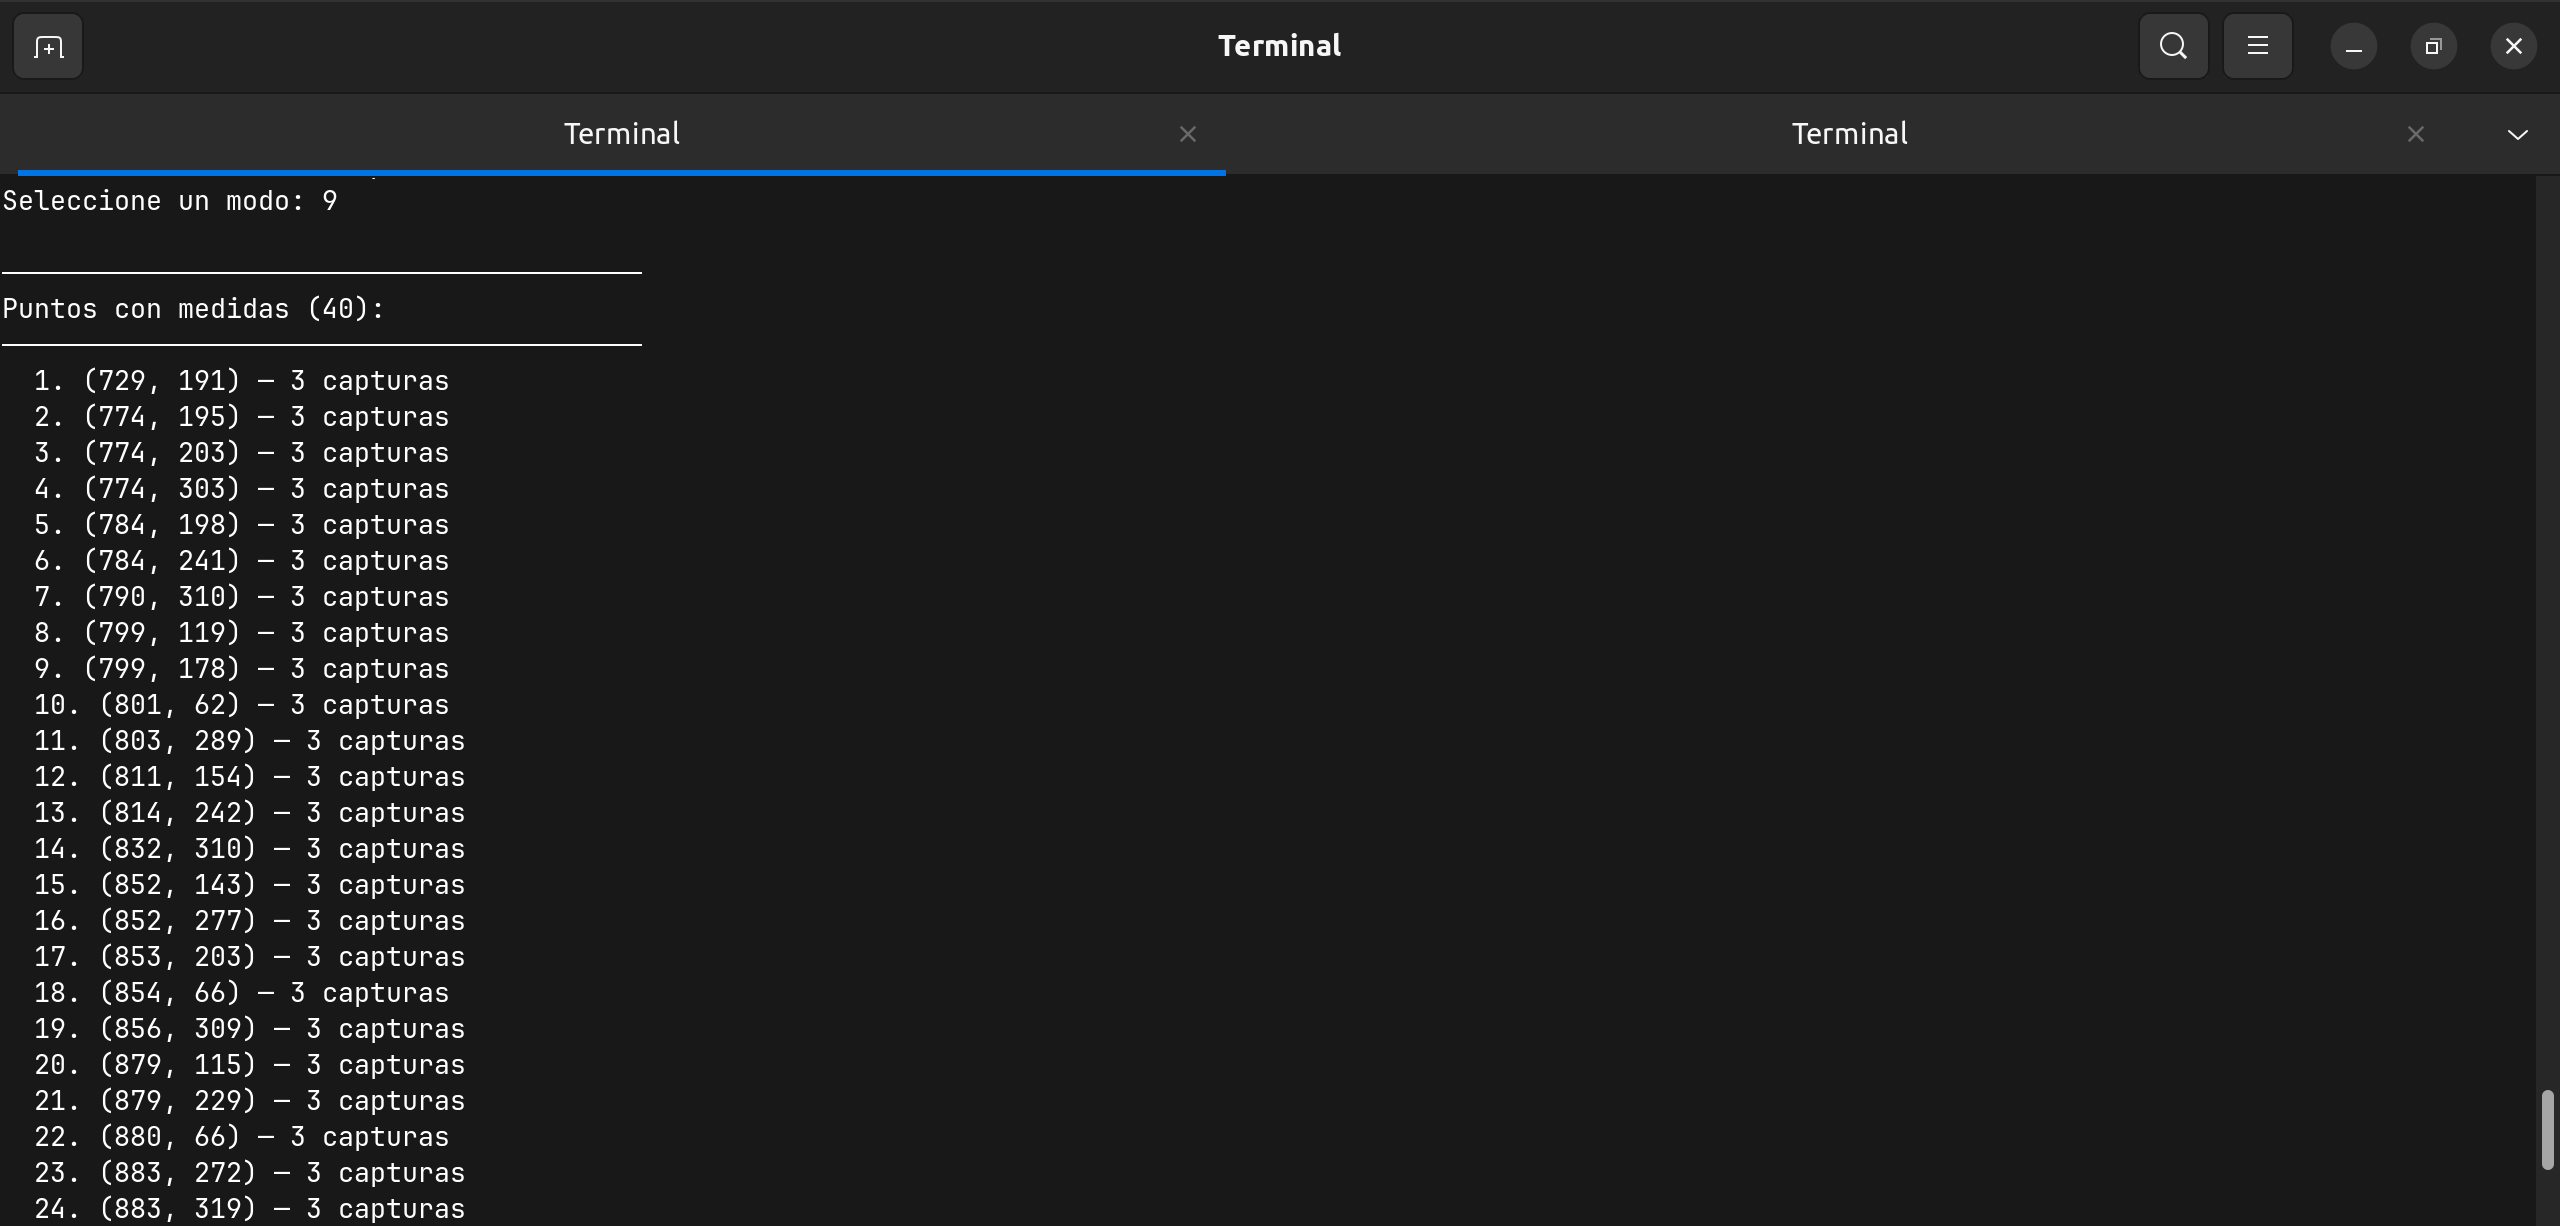 Terminal
Terminal
Terminal
Seleccione un modo: 9
Puntos con medidas (40):
1. (729, 191) — 3 capturas
2. (774, 195) — 3 capturas
3. (774, 203) — 3 capturas
4. (774, 303) — 3 capturas
5. (784, 198) — 3 capturas
6. (784, 241) — 3 capturas
7. (790, 310) — 3 capturas
8. (799, 119) — 3 capturas
9. (799, 178) — 3 capturas
10. (801, 62) — 3 capturas
11. (803, 289) — 3 capturas
12. (811, 154) — 3 capturas
13. (814, 242) — 3 capturas
14. (832, 310) — 3 capturas
15. (852, 143) — 3 capturas
16. (852, 277) — 3 capturas
17. (853, 203) — 3 capturas
18. (854, 66) — 3 capturas
19. (856, 309) — 3 capturas
20. (879, 115) — 3 capturas
21. (879, 229) — 3 capturas
22. (880, 66) — 3 capturas
23. (883, 272) — 3 capturas
24. (883, 319) — 3 capturas